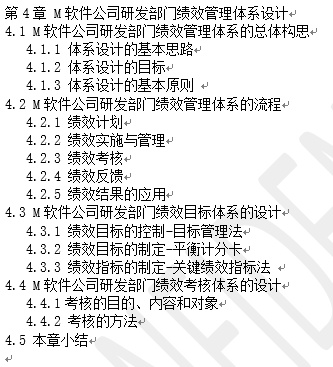 第4章 M软件公司研发部门绩效管理体系设计
4.1 M软件公司研发部门绩效管理体系的总体构思
4.1.1 体系设计的基本思路
4.1.2 体系设计的目标
4.1.3 体系设计的基本原则
4.2 M软件公司研发部门绩效管理体系的流程
4.2.1 绩效计划
4.2.2 绩效实施与管理
4.2.3 绩效考核
4.2.4 绩效反馈
4.2.5 绩效结果的应用
4.3 M软件公司研发部门绩效目标体系的设计
4.3.1 绩效目标的控制-目标管理法
4.3.2 绩效目标的制定-平衡计分卡
4.3.3 绩效指标的制定-关键绩效指标法
4.4 M软件公司研发部门绩效考核体系的设计
4.4.1考核的目的、内容和对象
4.4.2 考核的方法
4.5 本章小结